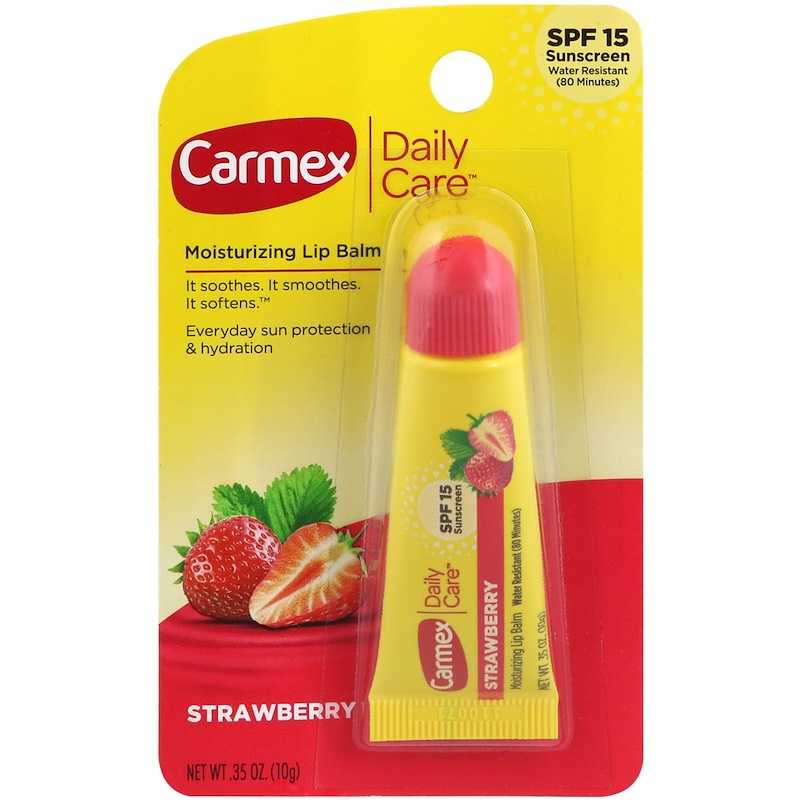 SPF 15
Sunscreen
Water Resistant
(80 Minutes)
Carmex
Daily
Care™
Moisturizing Lip Balm
It soothes. It smoothes.
It softens.™
Everyday sun protection
& hydration
STRAWBERRY
NET WT .35 OZ. (10g)
SPF 15
Sunscreen
Carmex
Daily
Care™
STRAWBERRY
Moisturizing Lip Balm Water Resistant (80 Minutes)
NET WT .35 OZ. (10g)